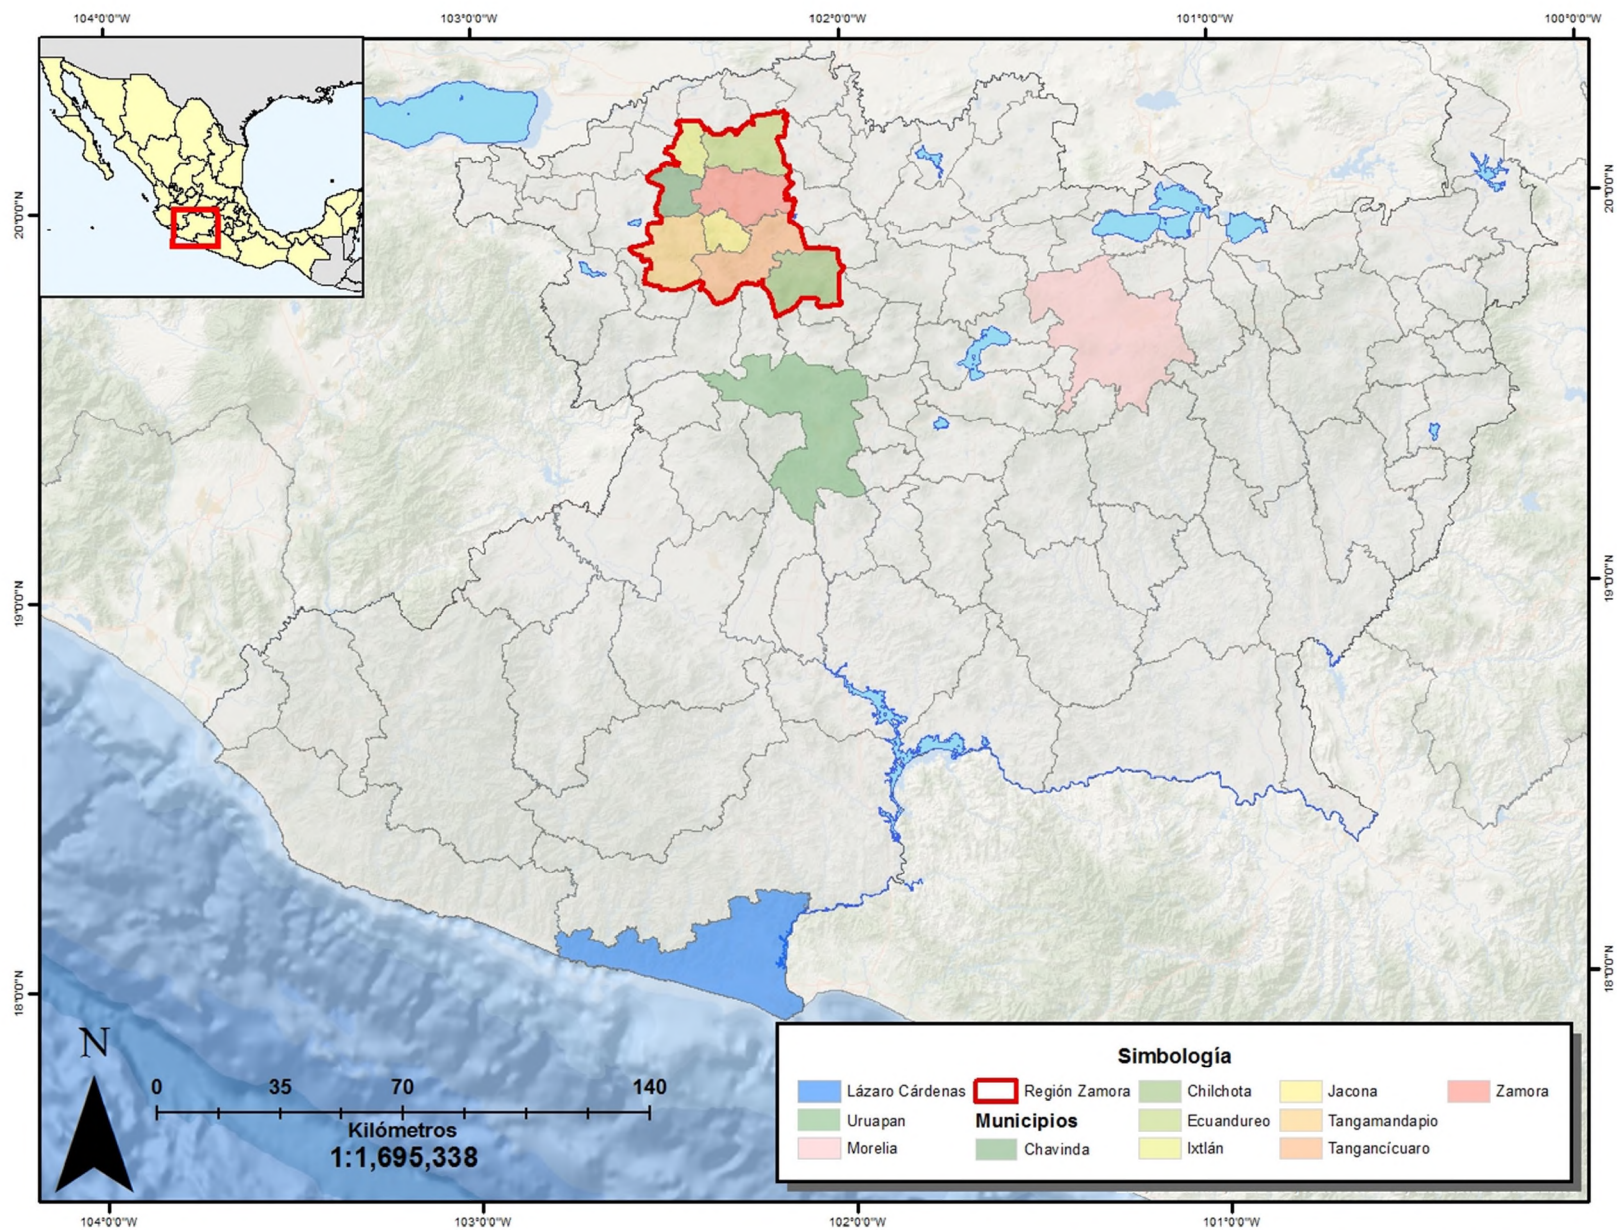 104°0'0"W 103°0'0"W 102°0'0"W 101°0'0"W 100°0'0"W
20°0'0"N
20°0'0"N
19°0'0"N
19°0'0"N
18°0'0"N
18°0'0"N
N
0 35 70 140
Kilómetros
1:1,695,338
Simbología
Lázaro Cárdenas Región Zamora Chilchota Jacona Zamora
Uruapan Municipios Ecuandureo Tangamandapio
Morelia Chavinda Ixtlán Tangancícuaro
104°0'0"W 103°0'0"W 102°0'0"W 101°0'0"W